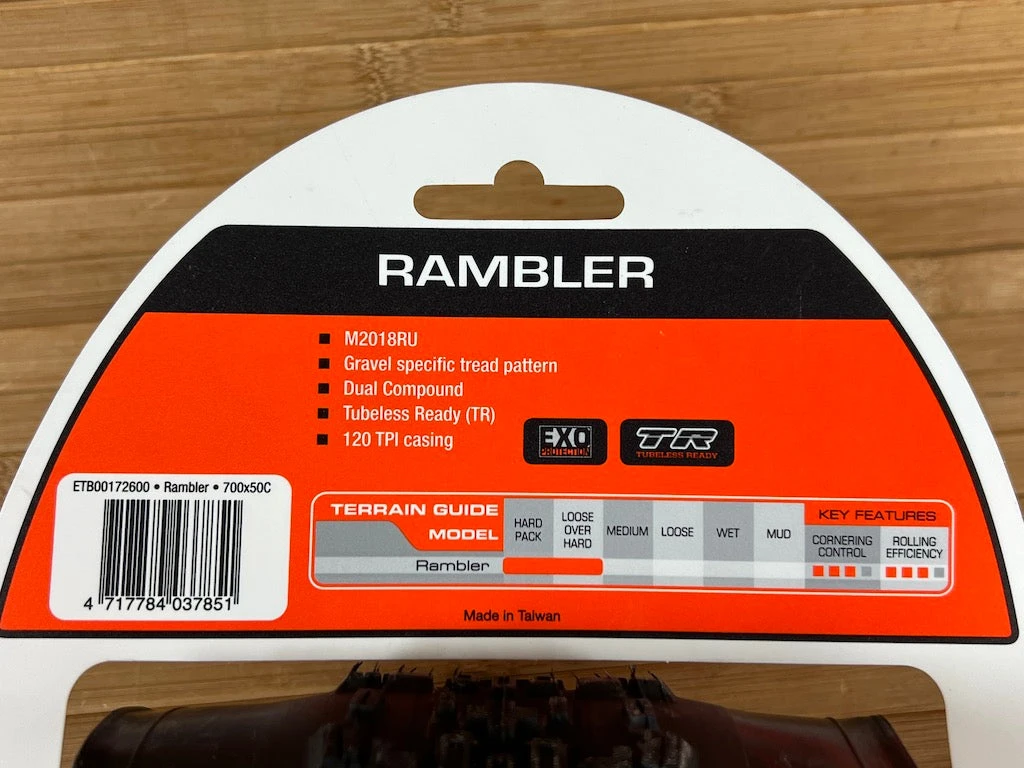 RAMBLER
M2018RU
Gravel specific tread pattern
Dual Compound
Tubeless Ready (TR)
120 TPI casing
EXO
PROTECTION
TR
TUBELESS READY
ETB00172600 • Rambler • 700x50C
4 717784 037851
TERRAIN GUIDE
MODEL
HARD
PACK
LOOSE
OVER
HARD
MEDIUM
LOOSE
WET
MUD
KEY FEATURES
CORNERING
CONTROL
ROLLING
EFFICIENCY
Rambler
Made in Taiwan